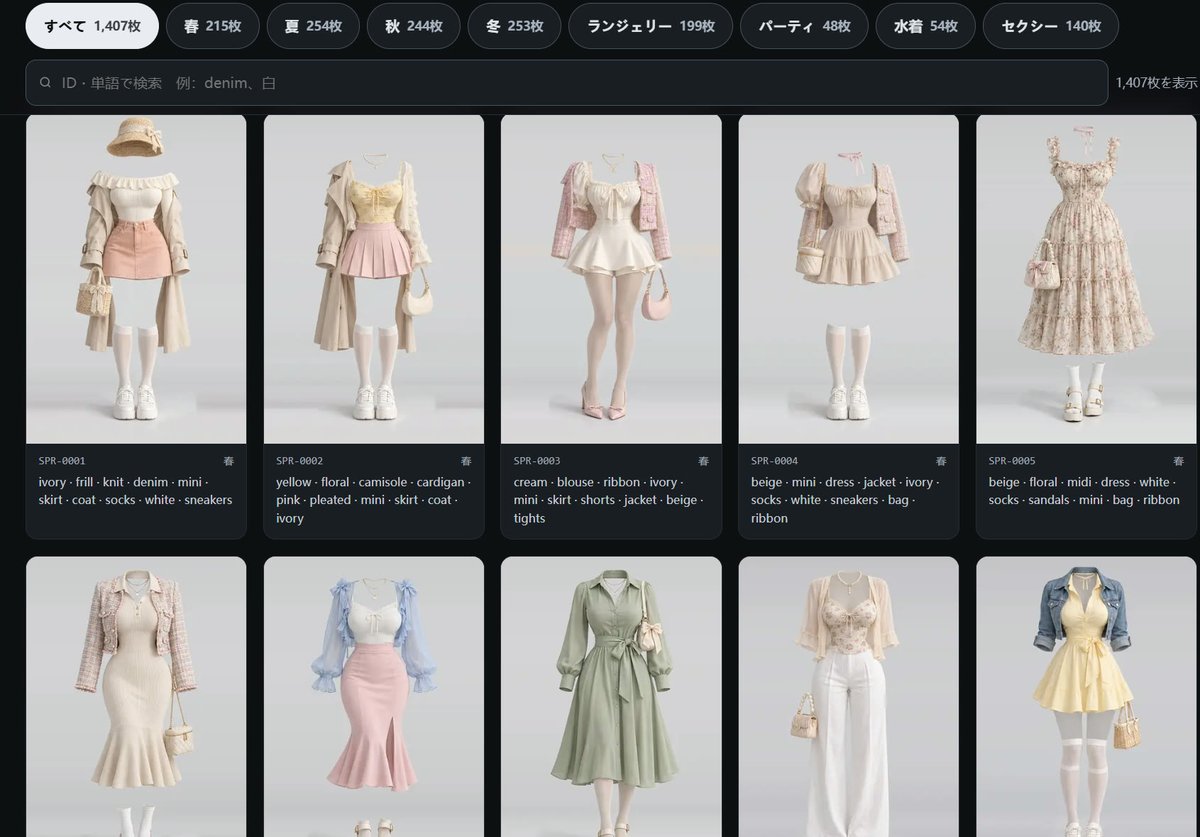 すべて 1,407枚
春 215枚
夏 254枚
秋 244枚
冬 253枚
ランジェリー 199枚
パーティ 48枚
水着 54枚
セクシー 140枚
ID・単語で検索 例：denim、白
1,407枚を表示
SPR-0001 春
ivory · frill · knit · denim · mini ·
skirt · coat · socks · white · sneakers
SPR-0002 春
yellow · floral · camisole · cardigan ·
pink · pleated · mini · skirt · coat ·
ivory
SPR-0003 春
cream · blouse · ribbon · ivory ·
mini · skirt · shorts · jacket · beige ·
tights
SPR-0004 春
beige · mini · dress · jacket · ivory ·
socks · white · sneakers · bag ·
ribbon
SPR-0005 春
beige · floral · midi · dress · white ·
socks · sandals · mini · bag · ribbon